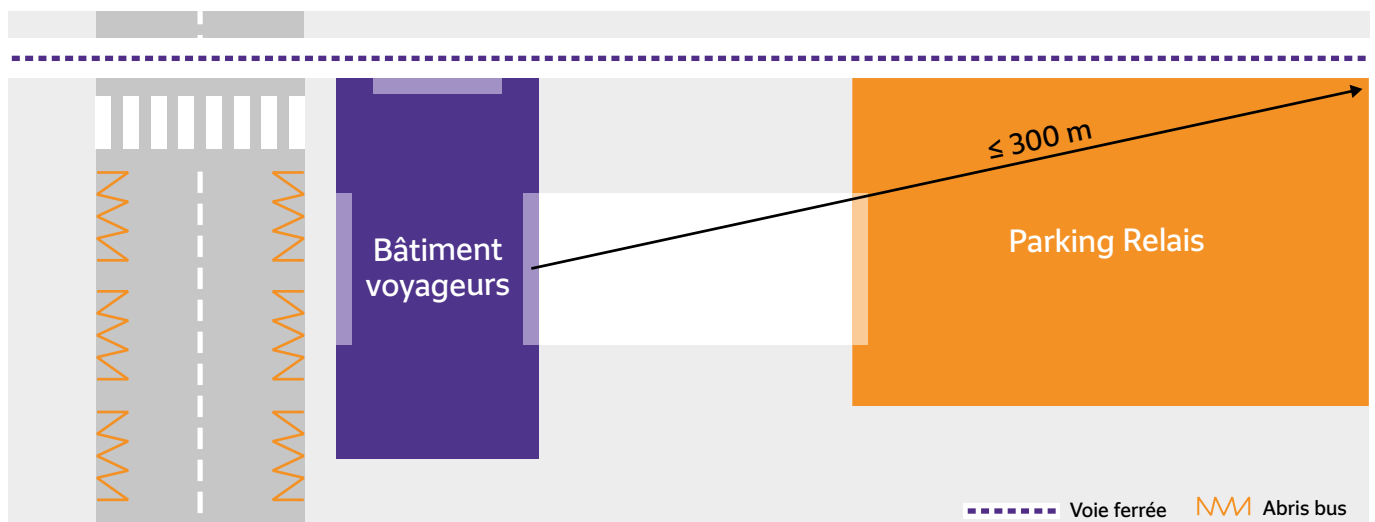 ≤ 300 m
Bâtiment
voyageurs
Parking Relais
Voie ferrée
Abris bus